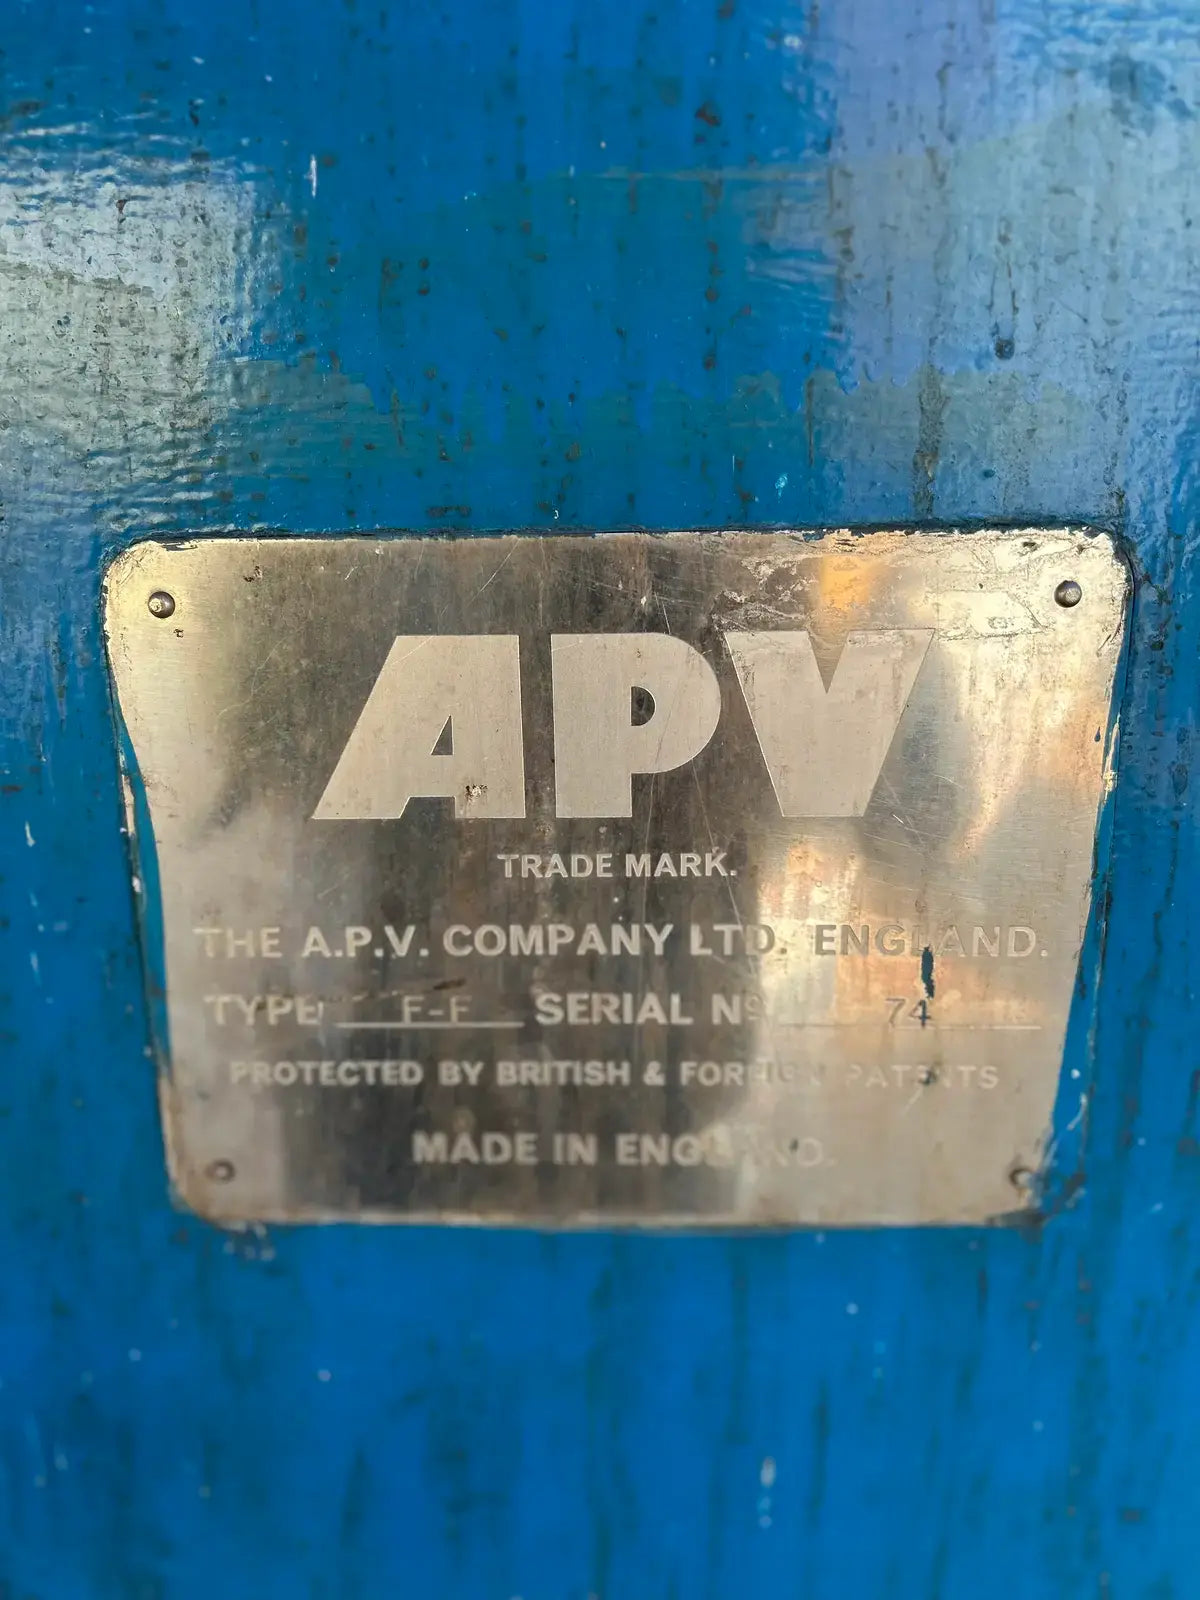 APV
TRADE MARK.
THE A.P.V. COMPANY LTD. ENGLAND.
TYPE F-F SERIAL Nº 74
PROTECTED BY BRITISH & FOREIGN PATENTS
MADE IN ENGLAND.